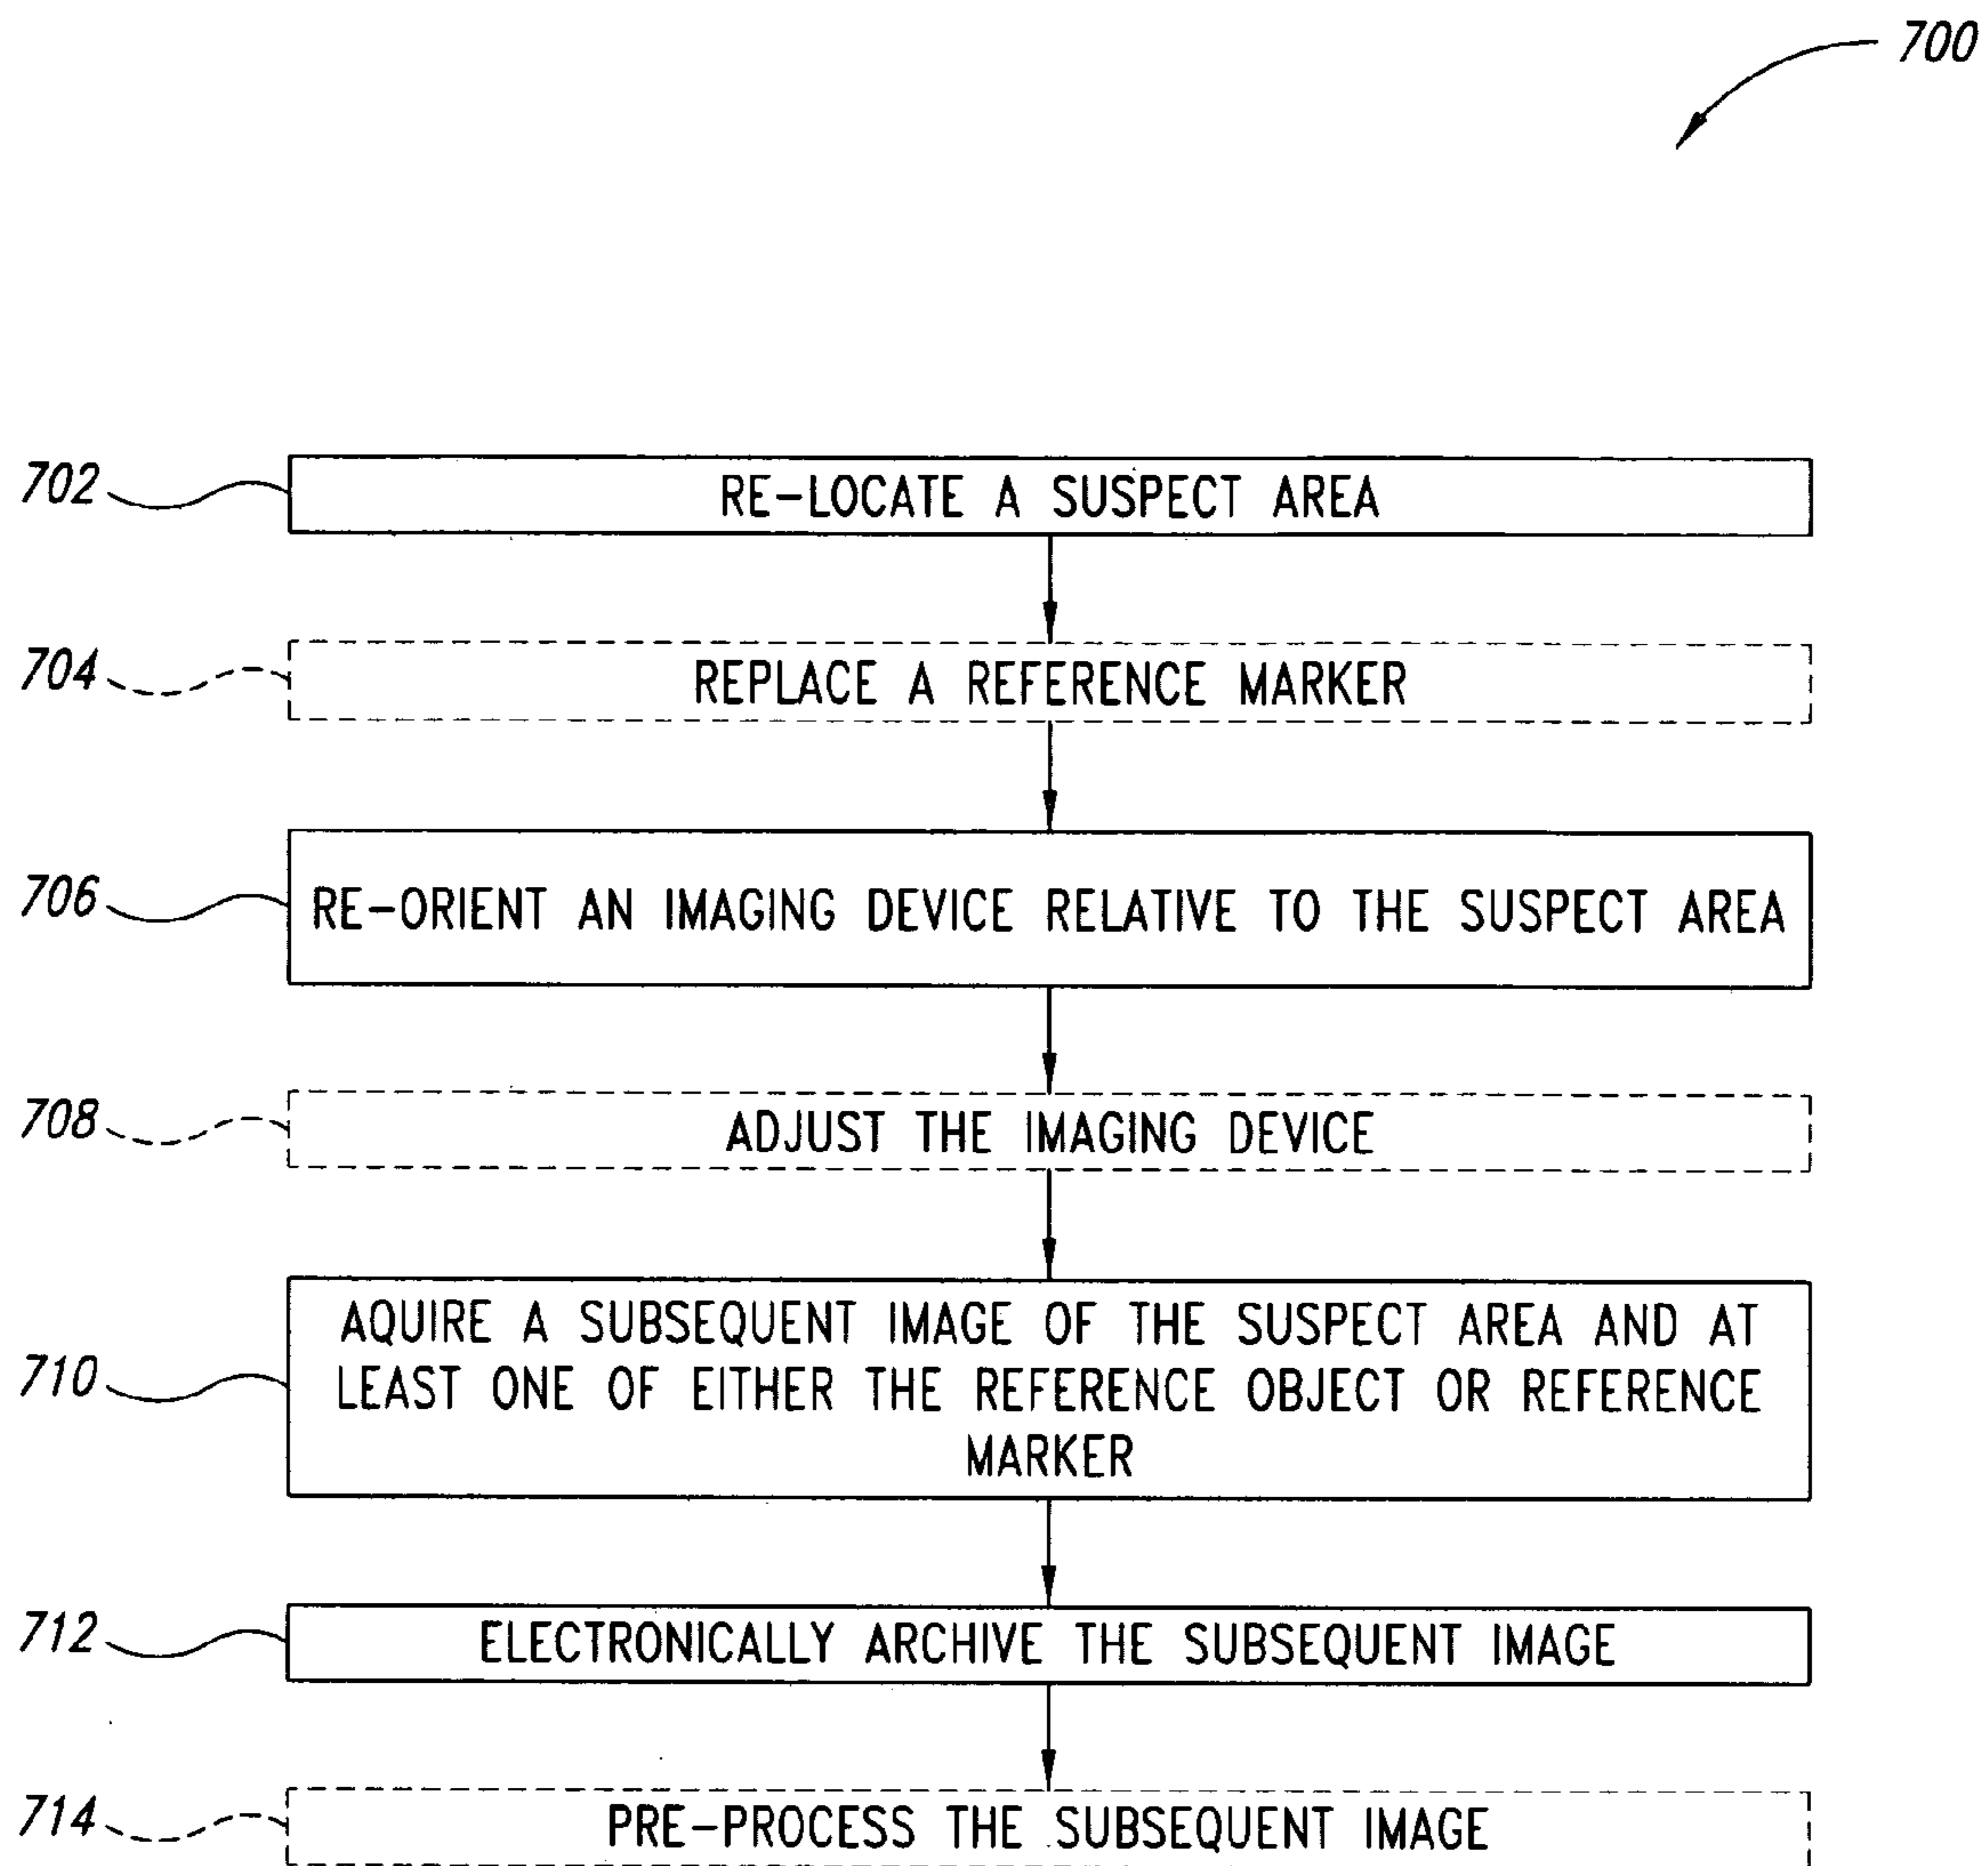 700
702
RE-LOCATE A SUSPECT AREA
704
REPLACE A REFERENCE MARKER
706
RE-ORIENT AN IMAGING DEVICE RELATIVE TO THE SUSPECT AREA
708
ADJUST THE IMAGING DEVICE
710
AQUIRE A SUBSEQUENT IMAGE OF THE SUSPECT AREA AND AT
LEAST ONE OF EITHER THE REFERENCE OBJECT OR REFERENCE
MARKER
712
ELECTRONICALLY ARCHIVE THE SUBSEQUENT IMAGE
714
PRE-PROCESS THE SUBSEQUENT IMAGE